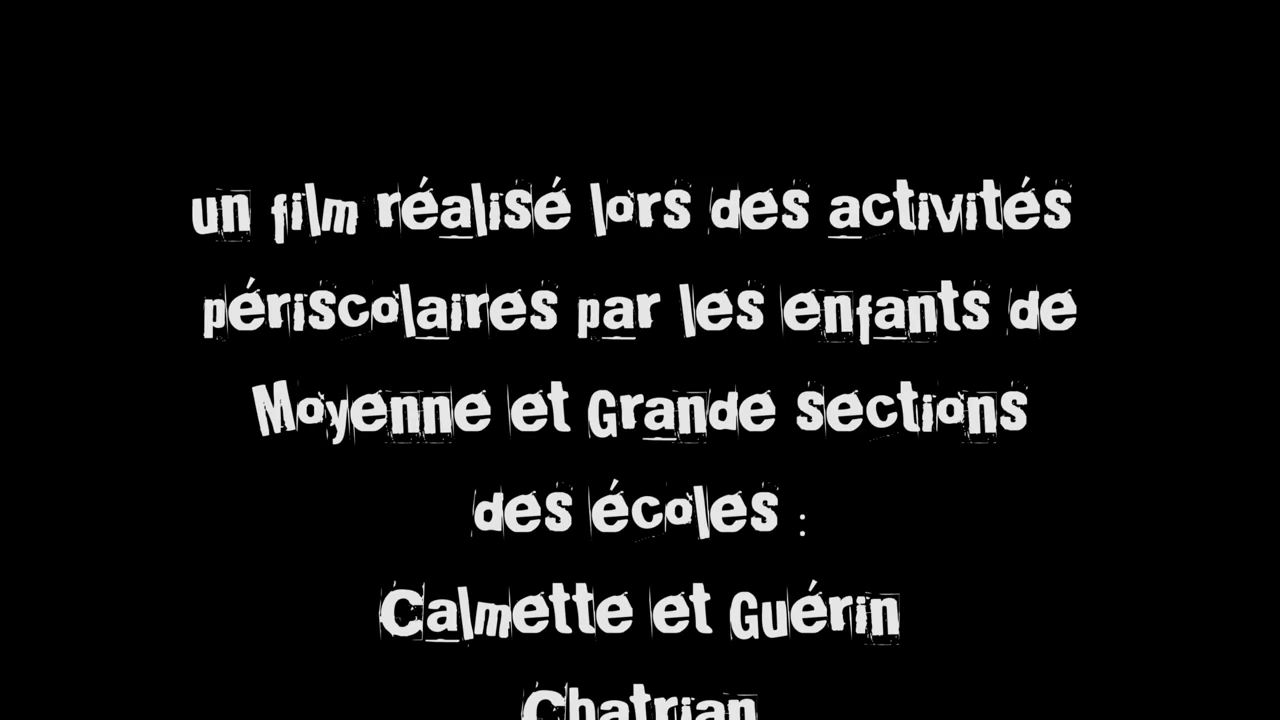 un film réalisé lors des activités
périscolaires par les enfants de
Moyenne et Grande sections
des écoles :
Calmette et Guérin
Chatrian